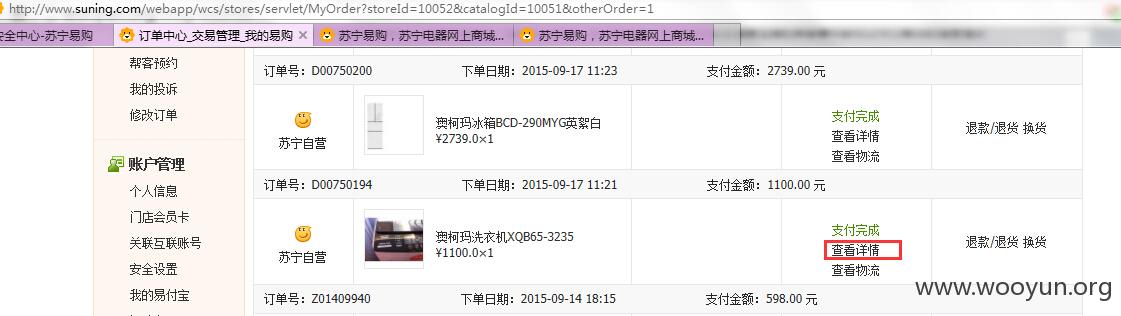 http://www.suning.com/webapp/wcs/stores/servlet/MyOrder?storeId=10052&catalogId=10051&otherOrder=1
安全中心-苏宁易购
订单中心_交易管理_我的易购
苏宁易购，苏宁电器网上商城...
苏宁易购，苏宁电器网上商城...
帮客预约
我的投诉
修改订单
账户管理
个人信息
门店会员卡
关联互联账号
安全设置
我的易付宝
订单号：D00750200 下单日期：2015-09-17 11:23 支付金额：2739.00 元
苏宁自营
澳柯玛冰箱BCD-290MYG英絮白
¥2739.0×1
支付完成
查看详情
查看物流
退款/退货 换货
订单号：D00750194 下单日期：2015-09-17 11:21 支付金额：1100.00 元
苏宁自营
澳柯玛洗衣机XQB65-3235
¥1100.0×1
支付完成
查看详情
查看物流
退款/退货 换货
订单号：Z01409940 下单日期：2015-09-14 18:15 支付金额：598.00 元
www.wooyun.org